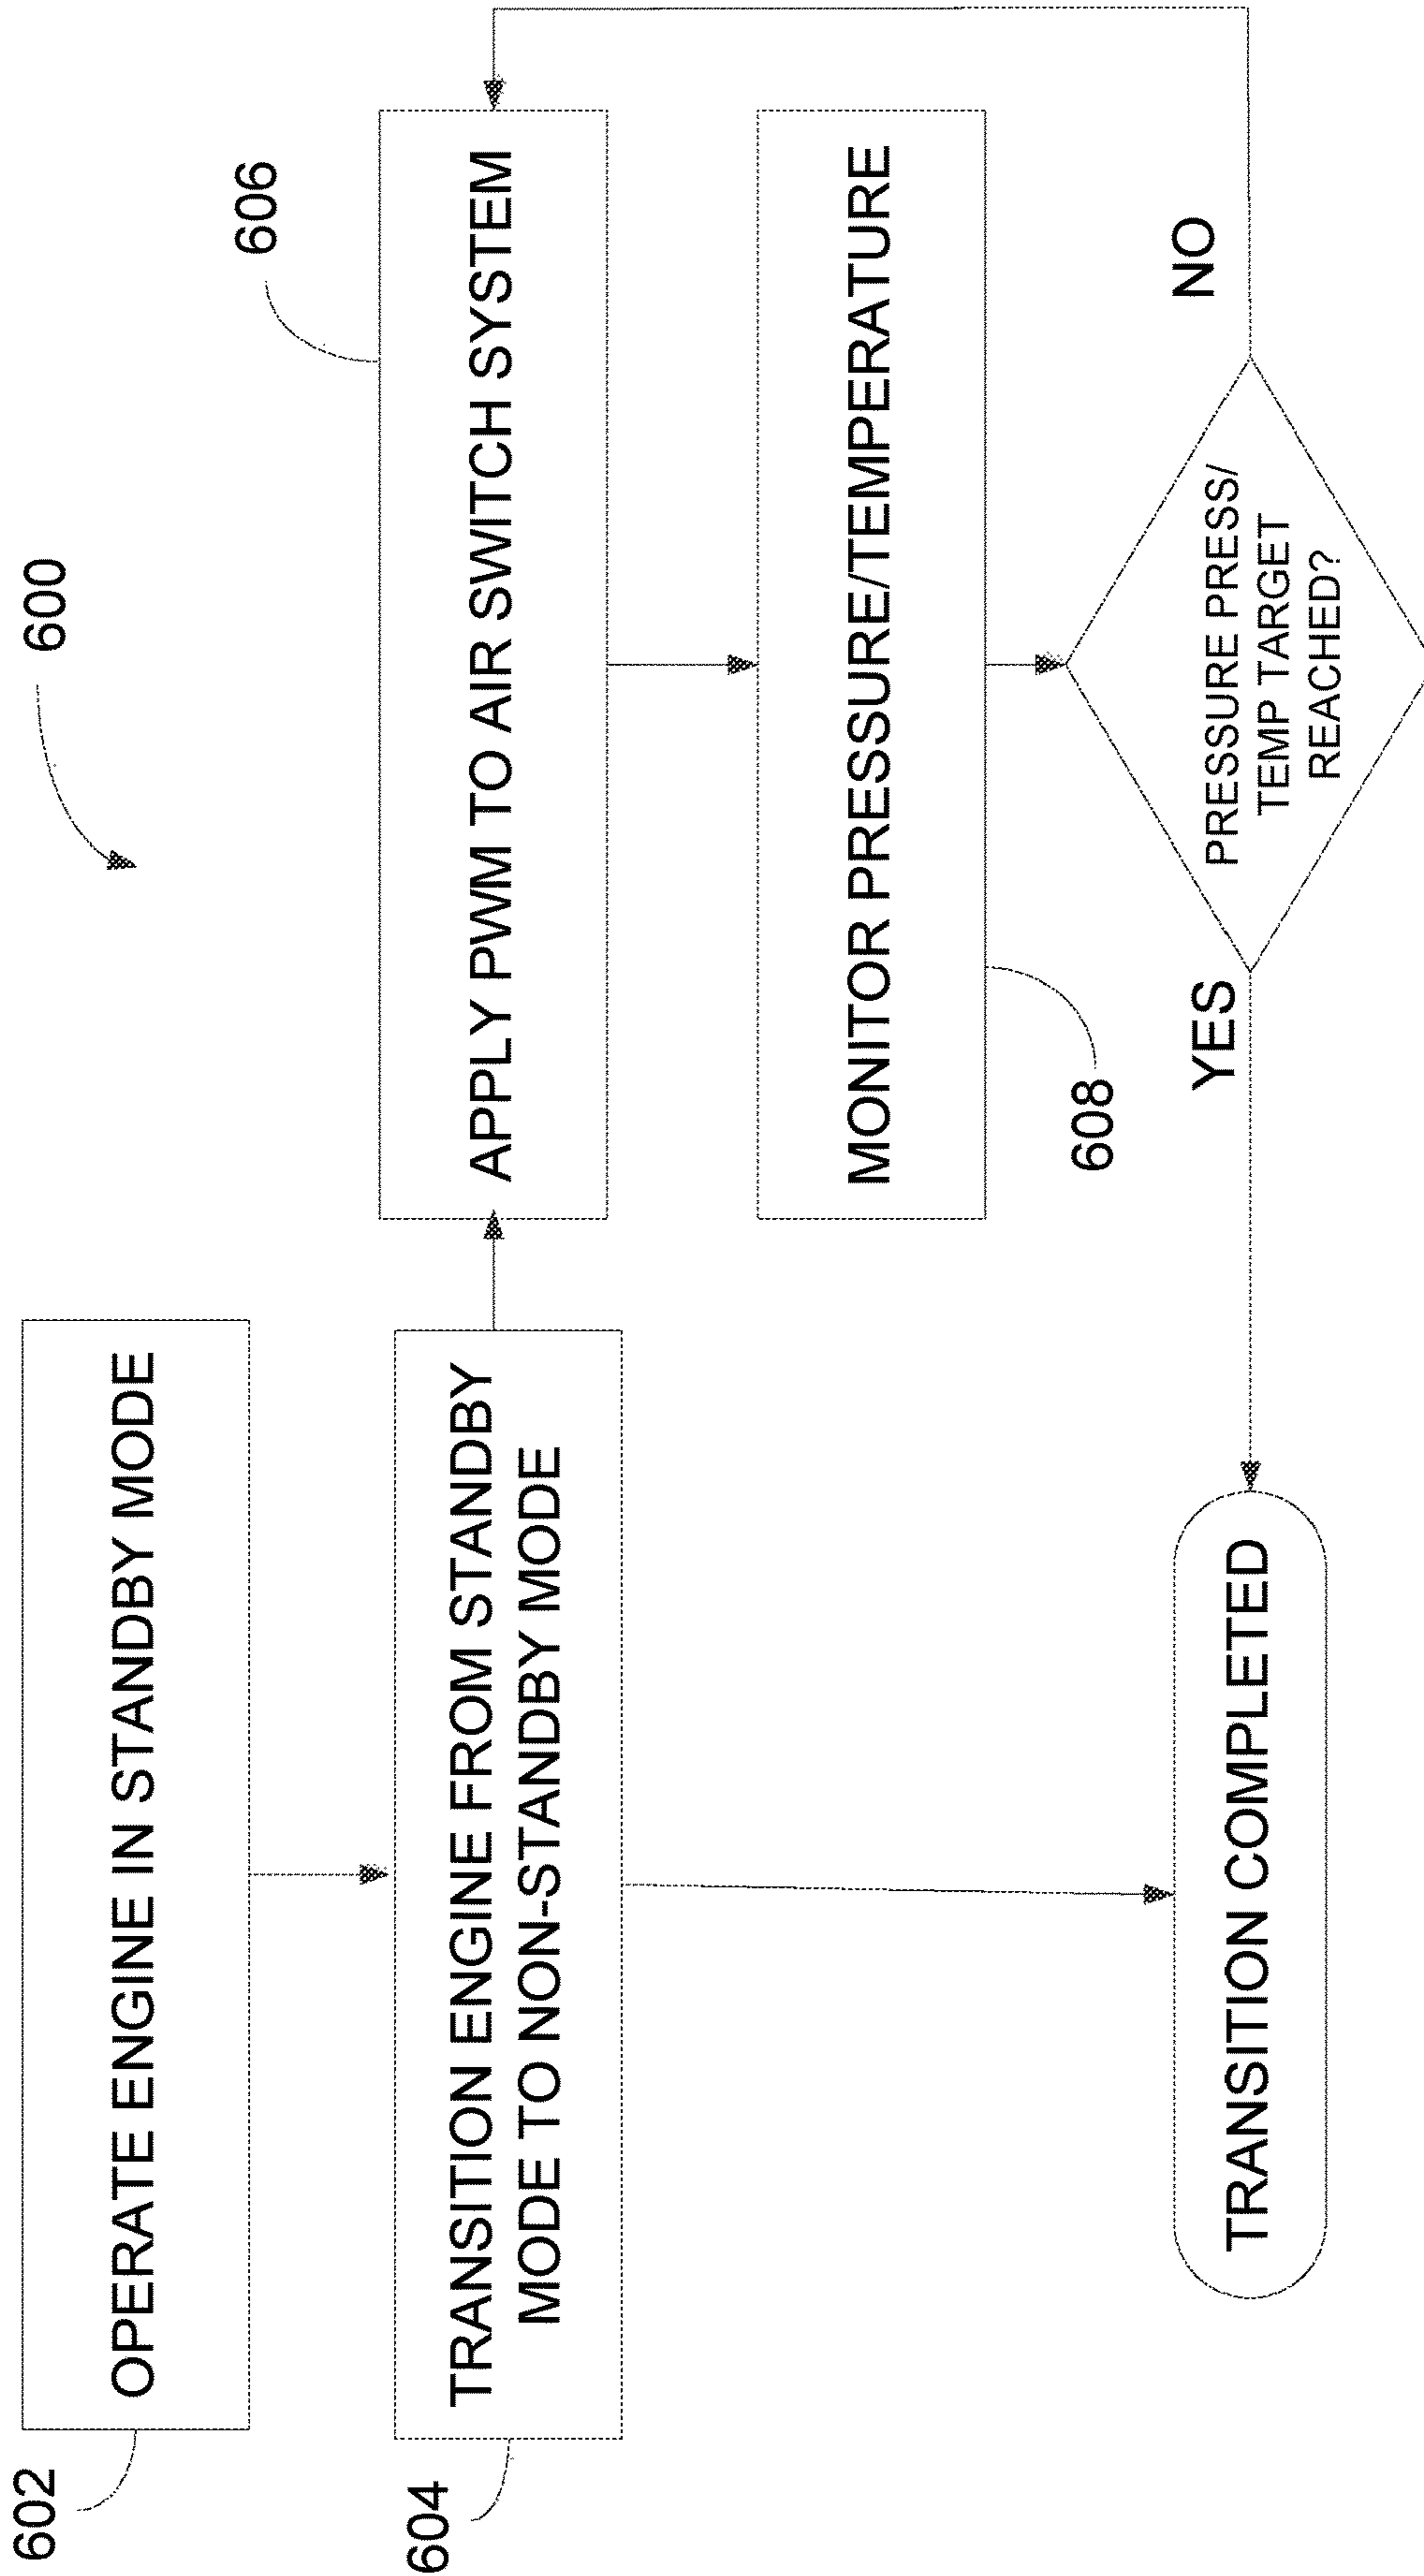 600
602
OPERATE ENGINE IN STANDBY MODE
604
TRANSITION ENGINE FROM STANDBY
MODE TO NON-STANDBY MODE
606
APPLY PWM TO AIR SWITCH SYSTEM
MONITOR PRESSURE/TEMPERATURE
608
PRESSURE PRESS/
TEMP TARGET
REACHED?
NO
YES
TRANSITION COMPLETED